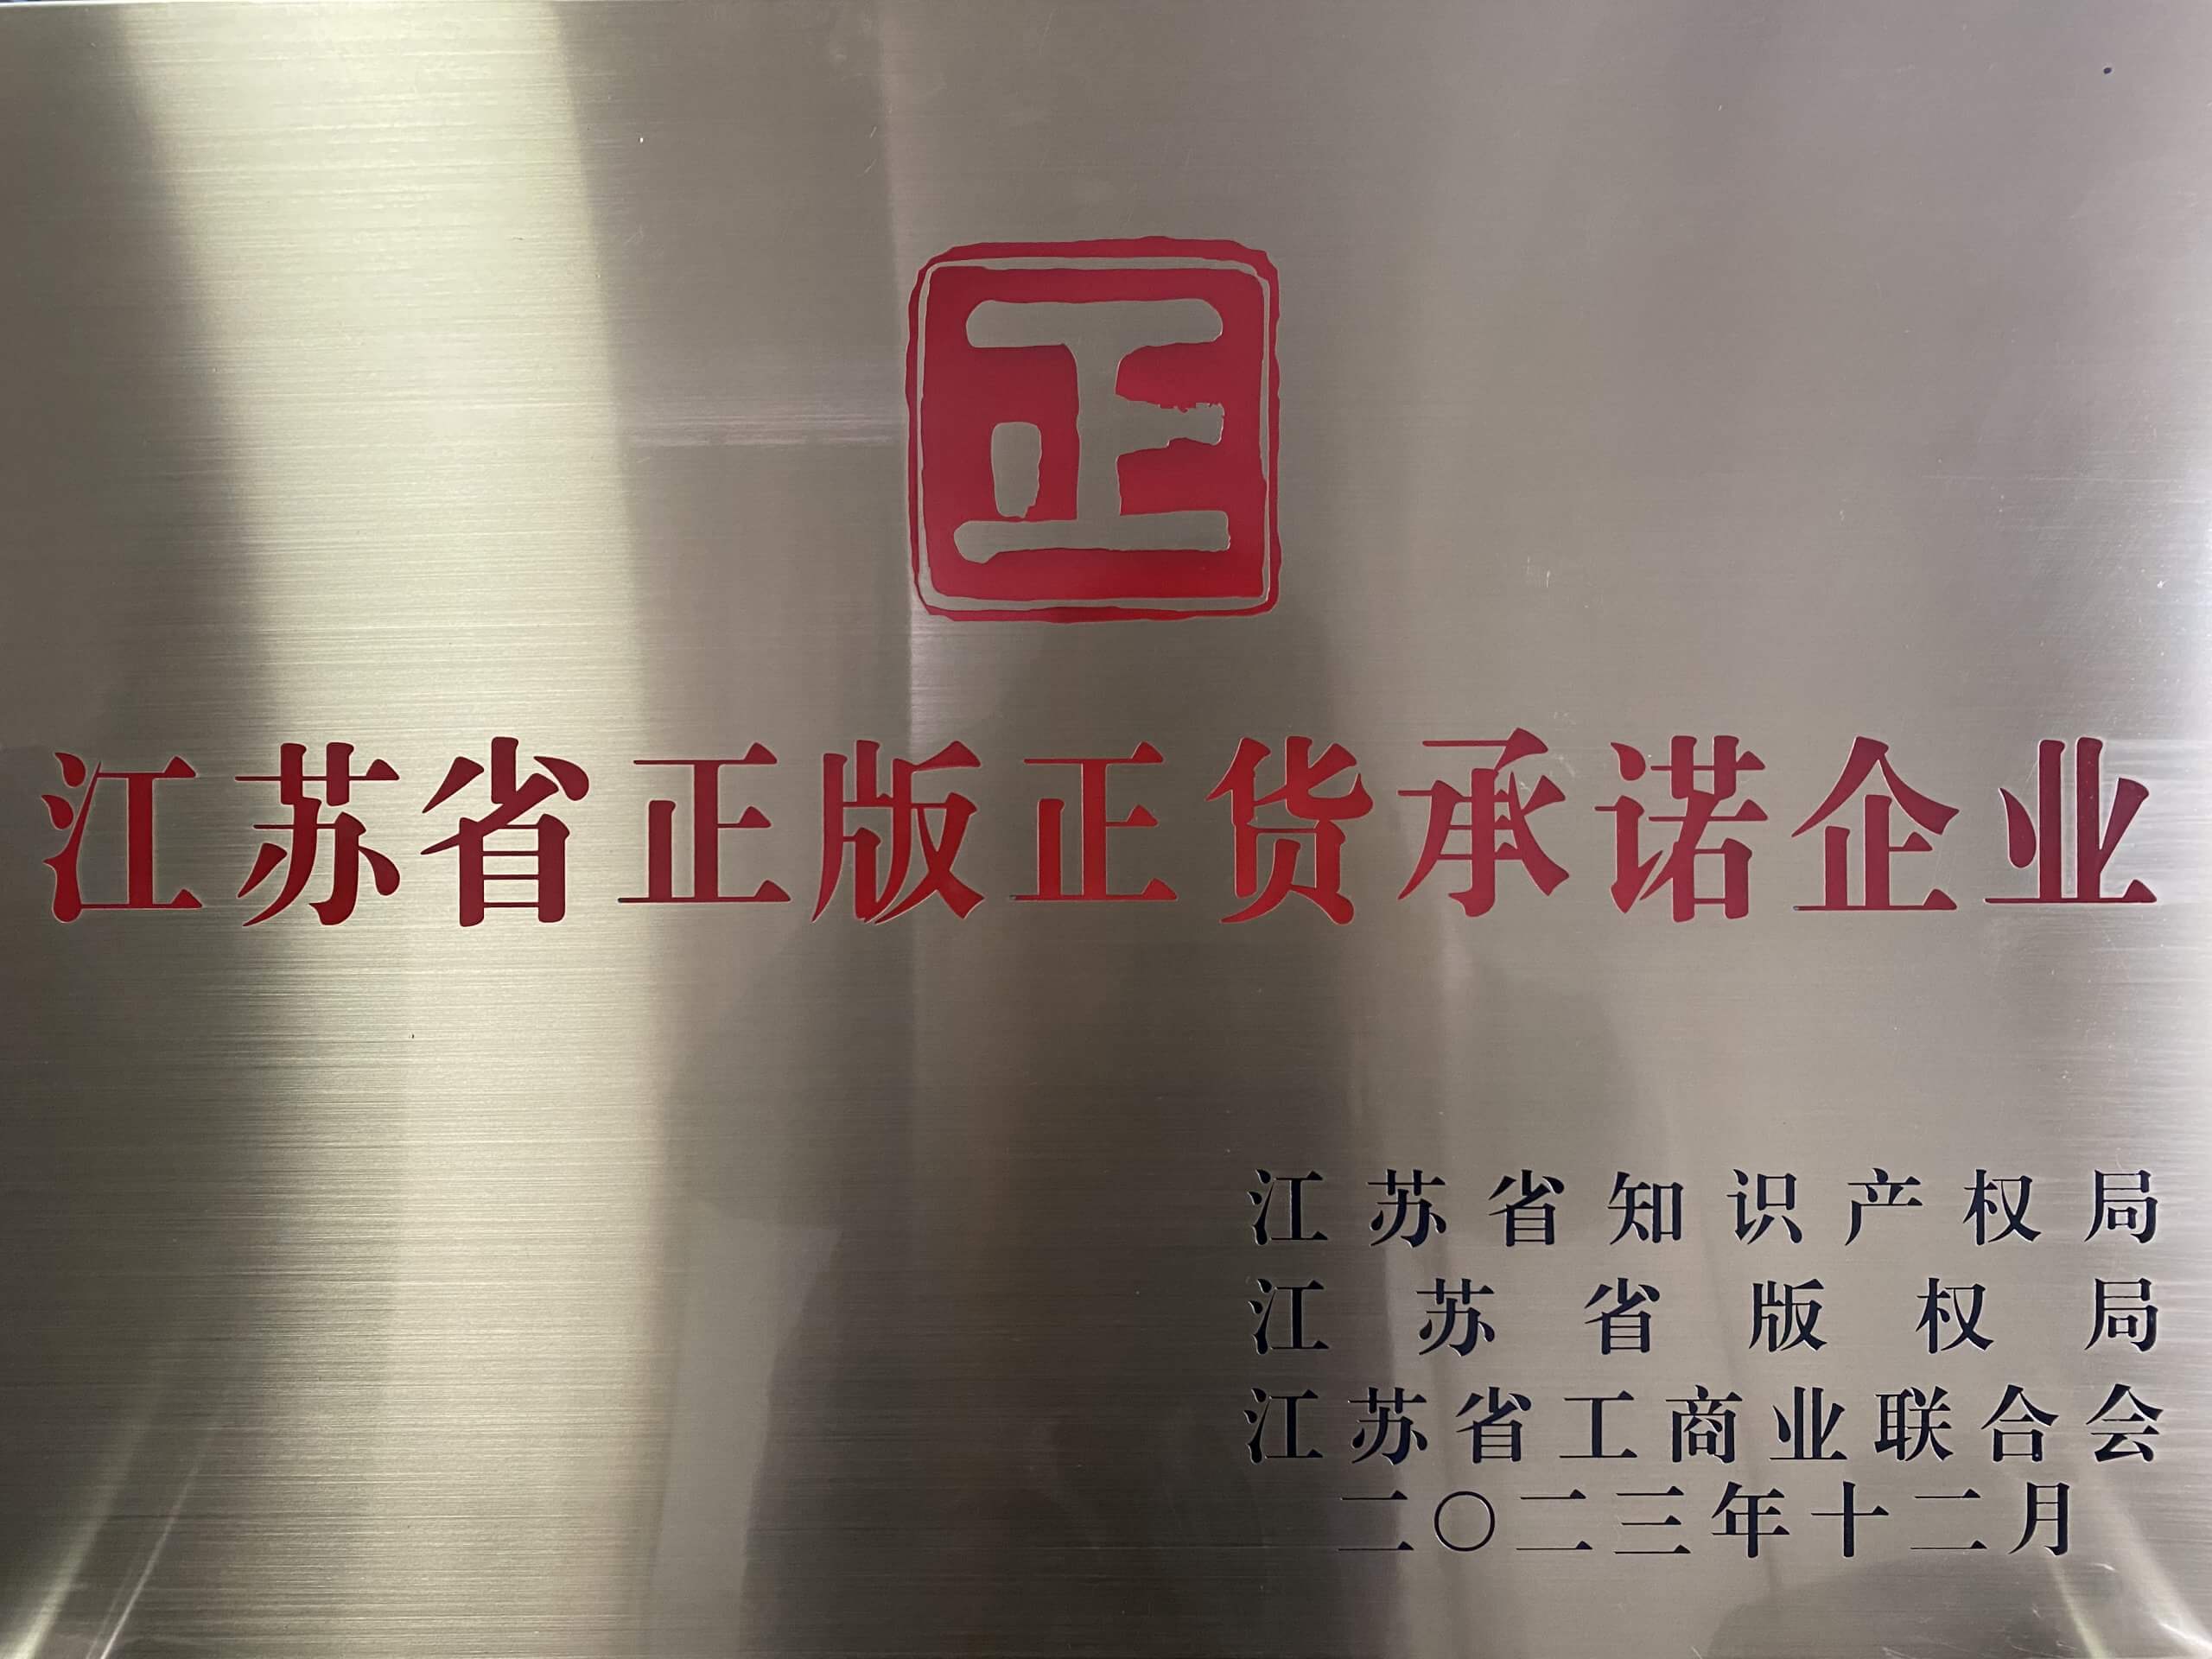 正
江苏省正版正货承诺企业
江苏省知识产权局
江苏省版权局
江苏省工商业联合会
二〇二三年十二月